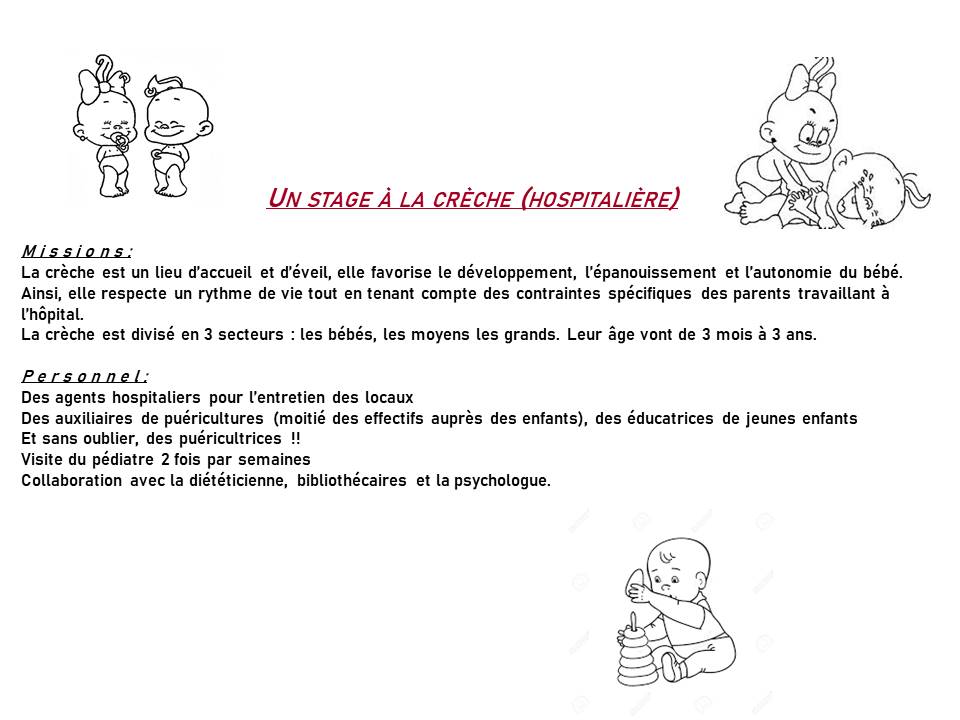 UN STAGE À LA CRÈCHE (HOSPITALIÈRE)
Missions:
La crèche est un lieu d'accueil et d'éveil, elle favorise le développement, l'épanouissement et l'autonomie du bébé.
Ainsi, elle respecte un rythme de vie tout en tenant compte des contraintes spécifiques des parents travaillant à
l'hôpital.
La crèche est divisé en 3 secteurs : les bébés, les moyens les grands. Leur âge vont de 3 mois à 3 ans.
Personnel:
Des agents hospitaliers pour l'entretien des locaux
Des auxiliaires de puéricultures (moitié des effectifs auprès des enfants), des éducatrices de jeunes enfants
Et sans oublier, des puéricultrices !!
Visite du pédiatre 2 fois par semaines
Collaboration avec la diététicienne, bibliothécaires et la psychologue.